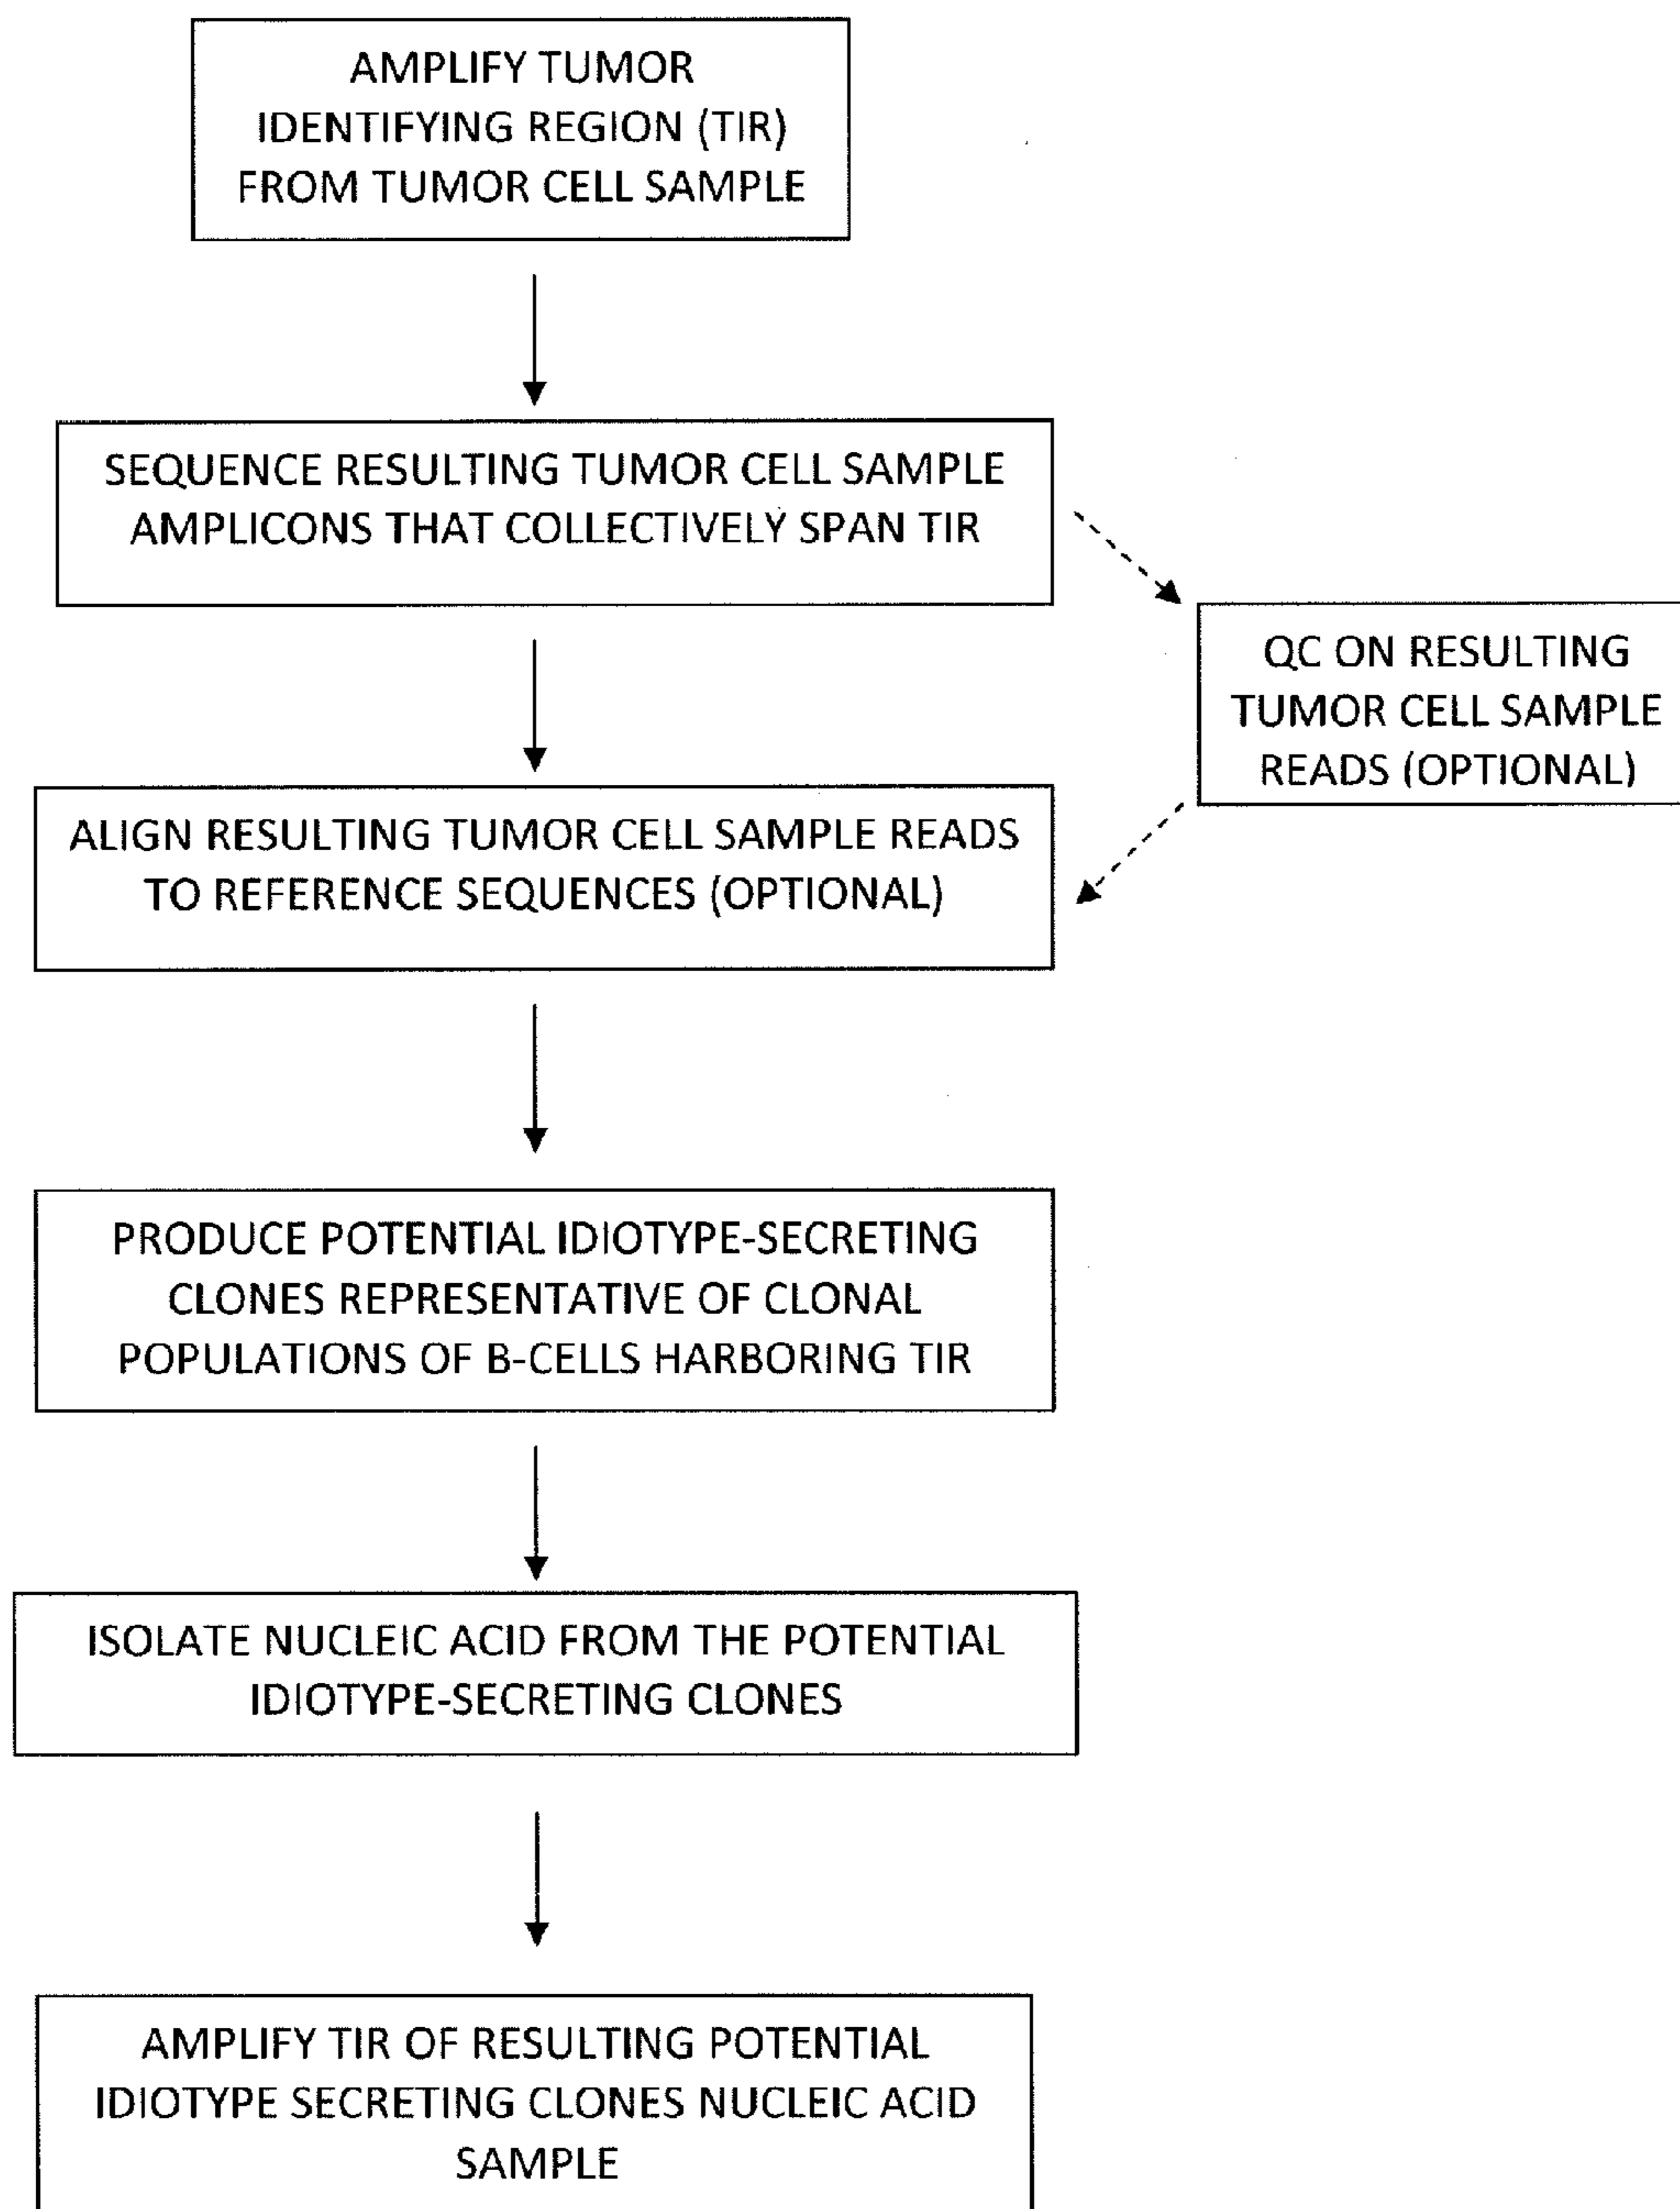 AMPLIFY TUMOR
IDENTIFYING REGION (TIR)
FROM TUMOR CELL SAMPLE
SEQUENCE RESULTING TUMOR CELL SAMPLE
AMPLICONS THAT COLLECTIVELY SPAN TIR
QC ON RESULTING
TUMOR CELL SAMPLE
READS (OPTIONAL)
ALIGN RESULTING TUMOR CELL SAMPLE READS
TO REFERENCE SEQUENCES (OPTIONAL)
PRODUCE POTENTIAL IDIOTYPE-SECRETING
CLONES REPRESENTATIVE OF CLONAL
POPULATIONS OF B-CELLS HARBORING TIR
ISOLATE NUCLEIC ACID FROM THE POTENTIAL
IDIOTYPE-SECRETING CLONES
AMPLIFY TIR OF RESULTING POTENTIAL
IDIOTYPE SECRETING CLONES NUCLEIC ACID
SAMPLE